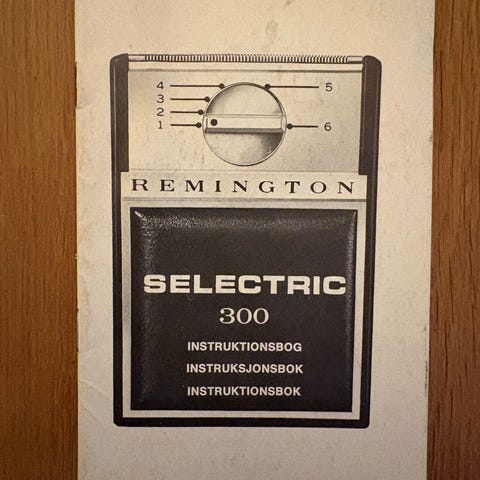 4 5
3
2
1 6
REMINGTON
SELECTRIC
300
INSTRUKTIONSBOG
INSTRUKSJONSBOK
INSTRUKTIONSBOK